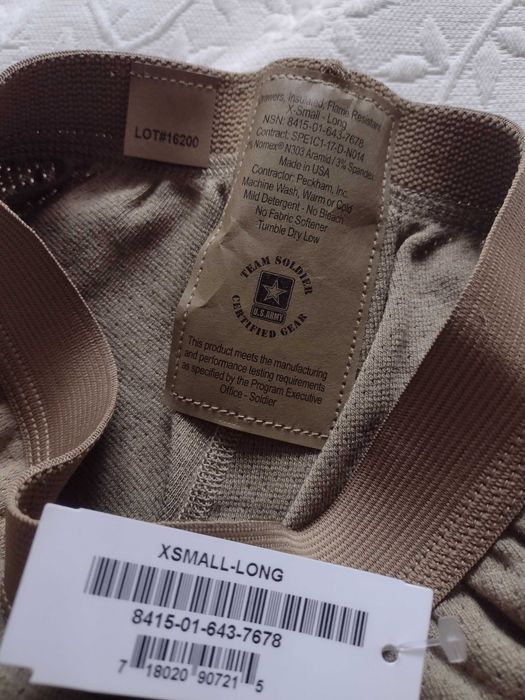 LOT#16200
Drawers, Insulated, Flame Resistant
X-Small - Long
NSN: 8415-01-643-7678
Contract: SPE1C1-17-D-N014
% Nomex® N303 Aramid / 3% Spandex
Made in USA
Contractor: Peckham, Inc.
Machine Wash, Warm or Cold
Mild Detergent - No Bleach
No Fabric Softener
Tumble Dry Low
TEAM SOLDIER
U.S. ARMY
CERTIFIED GEAR
This product meets the manufacturing
and performance testing requirements
as specified by the Program Executive
Office - Soldier
XSMALL-LONG
8415-01-643-7678
7 18020 90721 5